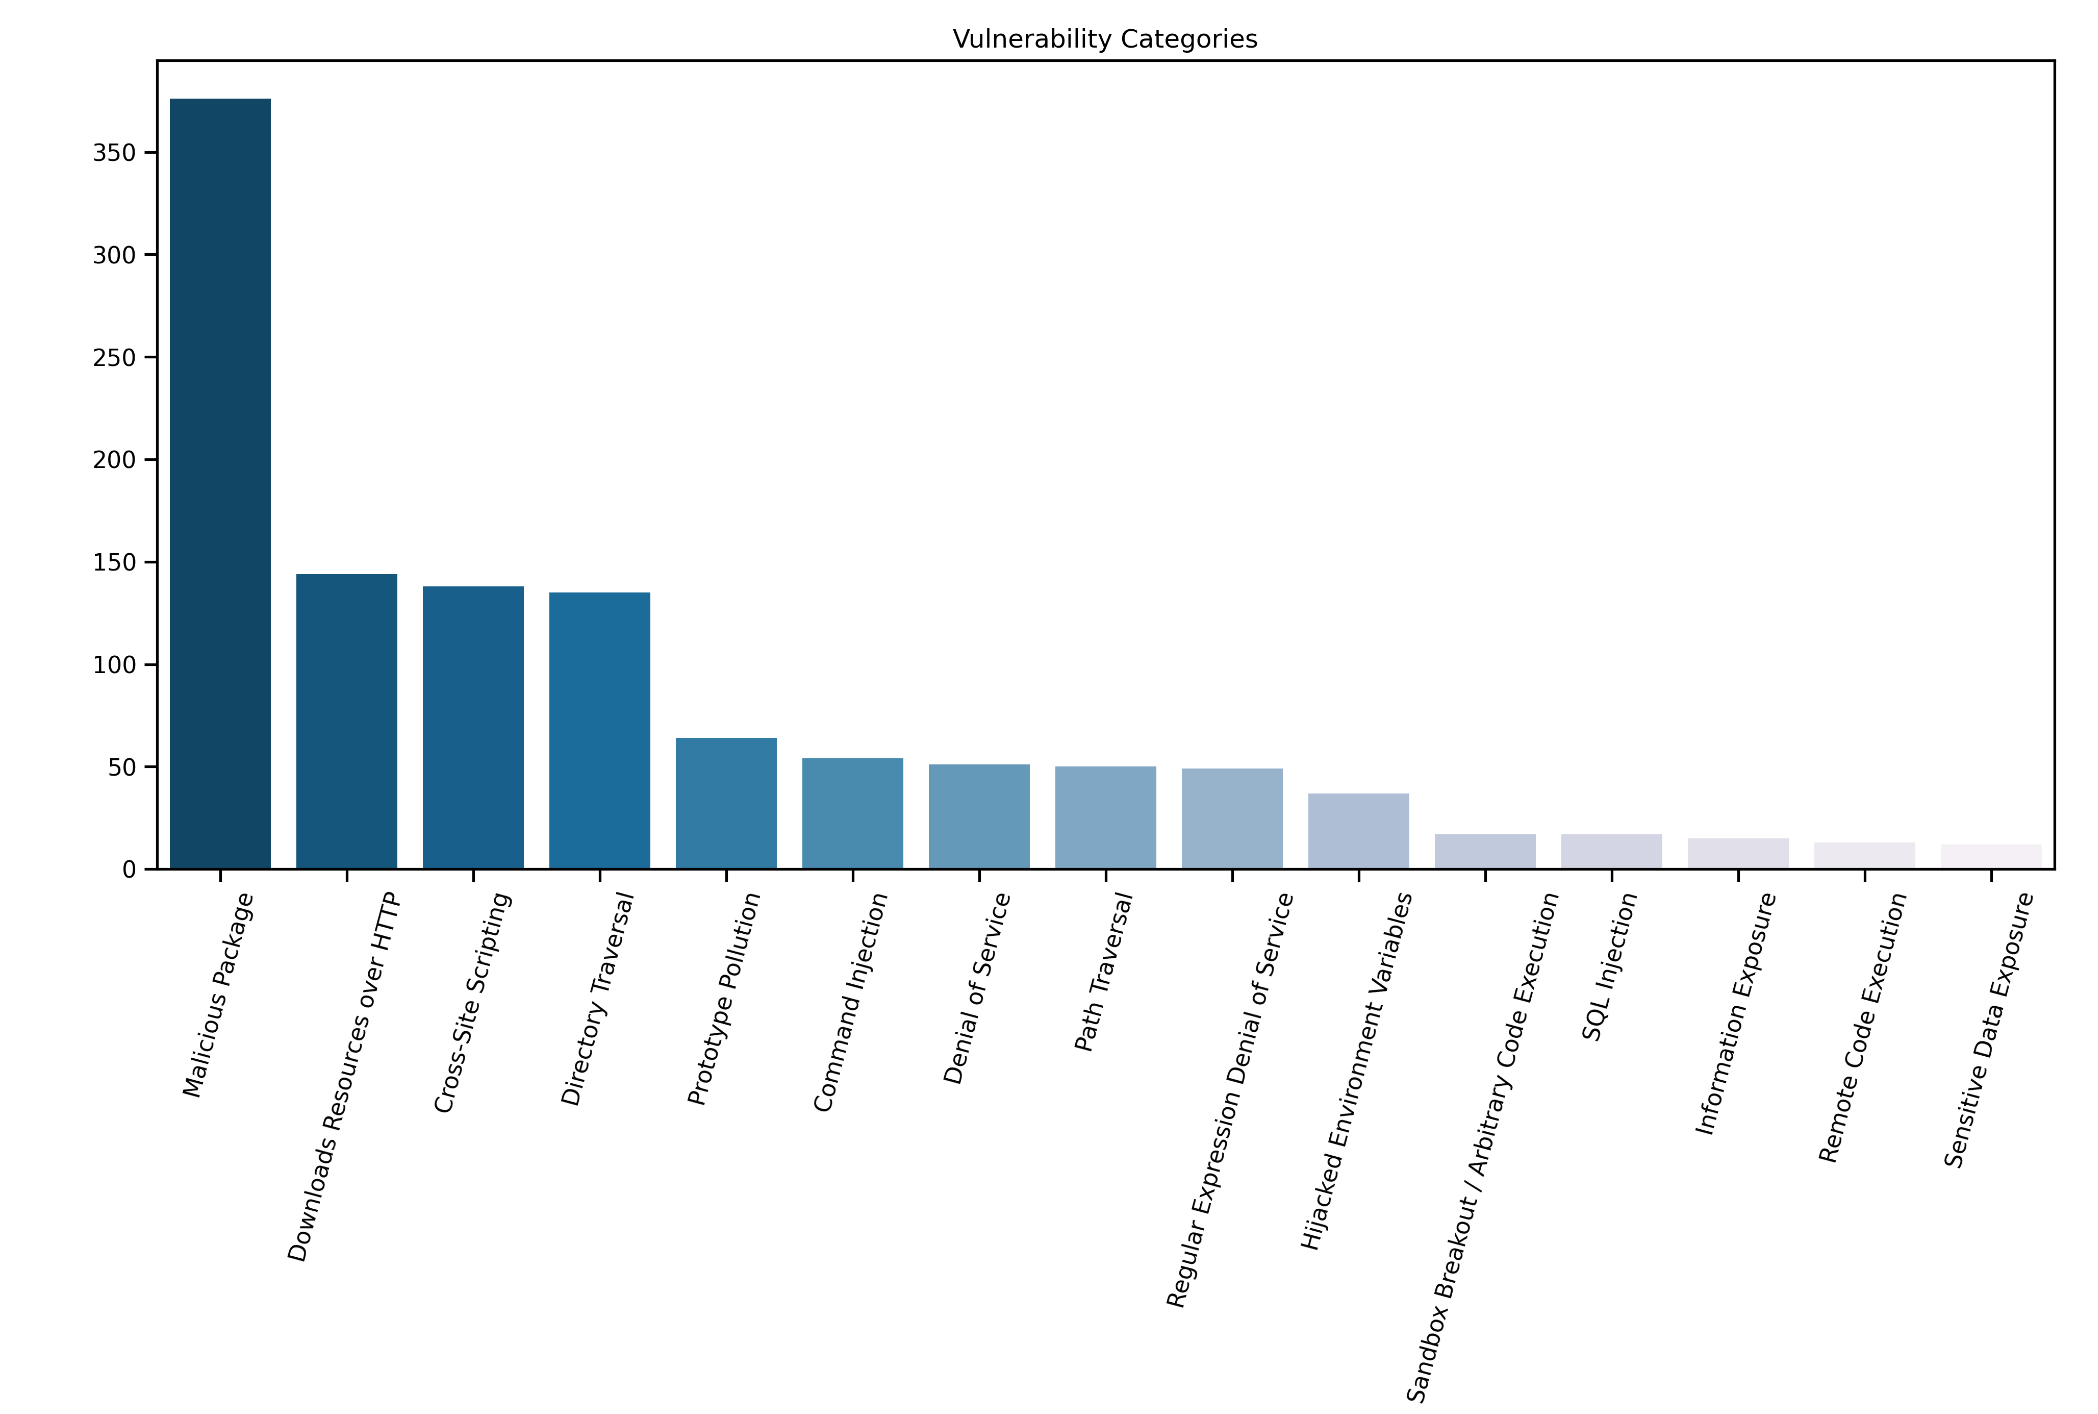 Vulnerability Categories
350
300
250
200
150
100
50
0
Malicious Package
Downloads Resources over HTTP
Cross-Site Scripting
Directory Traversal
Prototype Pollution
Command Injection
Denial of Service
Path Traversal
Regular Expression Denial of Service
Hijacked Environment Variables
Sandbox Breakout / Arbitrary Code Execution
SQL Injection
Information Exposure
Remote Code Execution
Sensitive Data Exposure